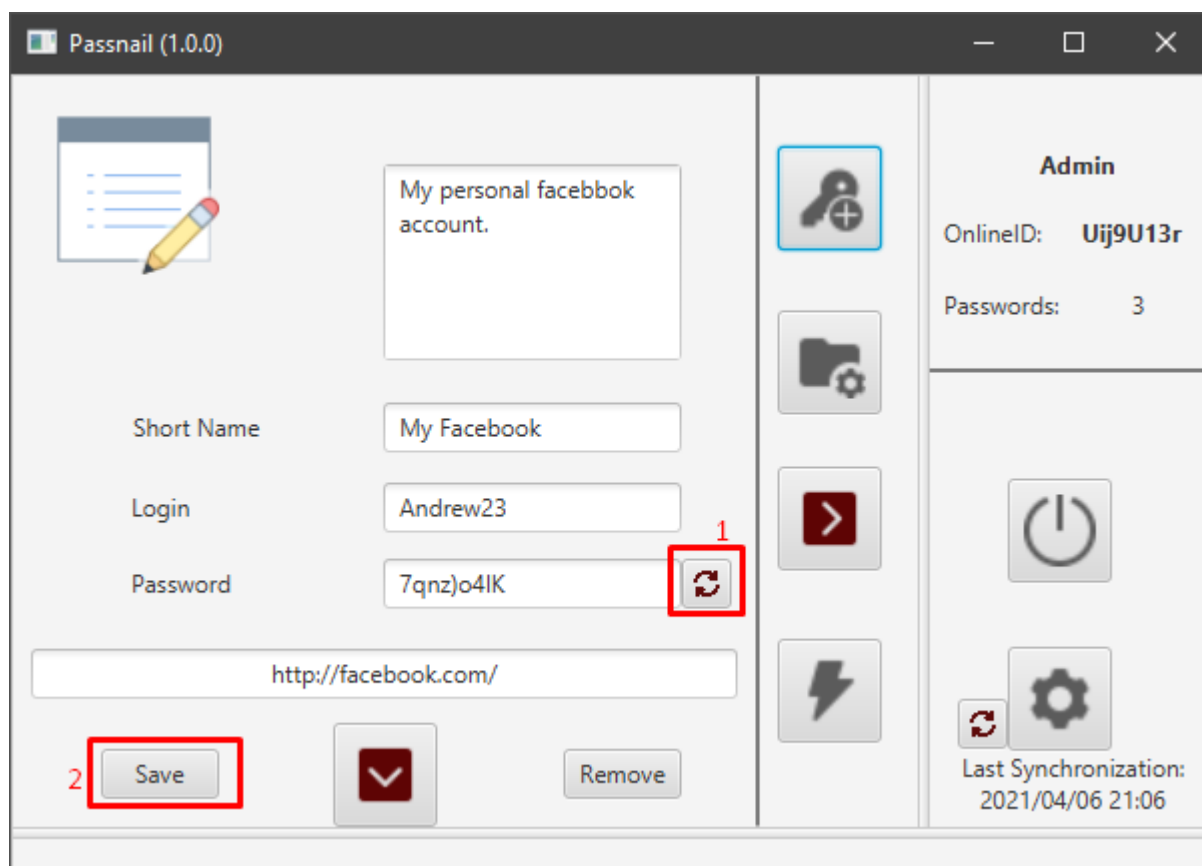 Passnail (1.0.0)
My personal facebbok
account.
Short Name
My Facebook
Login
Andrew23
1
Password
7qnz)o4lK
http://facebook.com/
2
Save
Remove
Admin
OnlineID: Uij9U13r
Passwords: 3
Last Synchronization:
2021/04/06 21:06